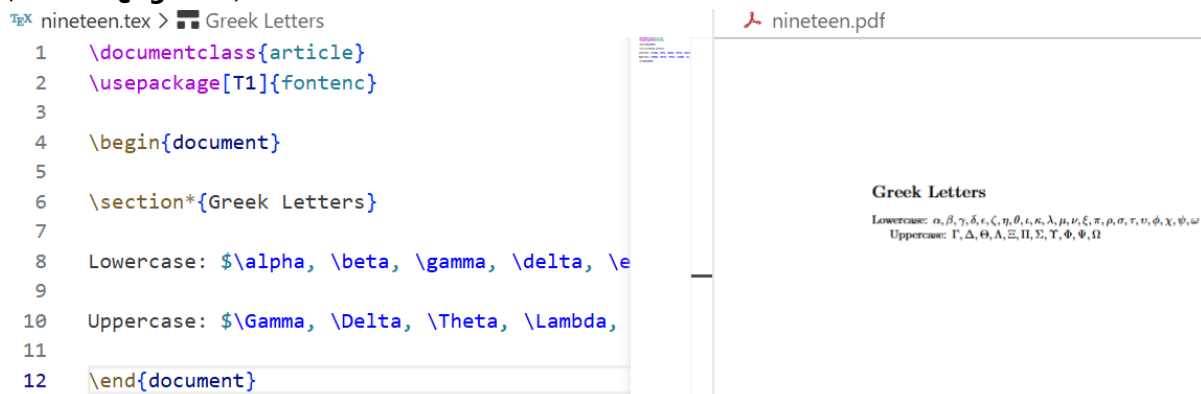 nineteen.tex > Greek Letters
1 \documentclass{article}
2 \usepackage[T1]{fontenc}
3
4 \begin{document}
5
6 \section*{Greek Letters}
7
8 Lowercase: $\alpha, \beta, \gamma, \delta, \e
9
10 Uppercase: $\Gamma, \Delta, \Theta, \Lambda,
11
12 \end{document}
nineteen.pdf
Greek Letters
Lowercase: α, β, γ, δ, ϵ, ζ, η, θ, ι, κ, λ, μ, ν, ξ, π, ρ, σ, τ, υ, ϕ, χ, ψ, ω
Uppercase: Γ, Δ, Θ, Λ, Ξ, Π, Σ, Υ, Φ, Ψ, Ω